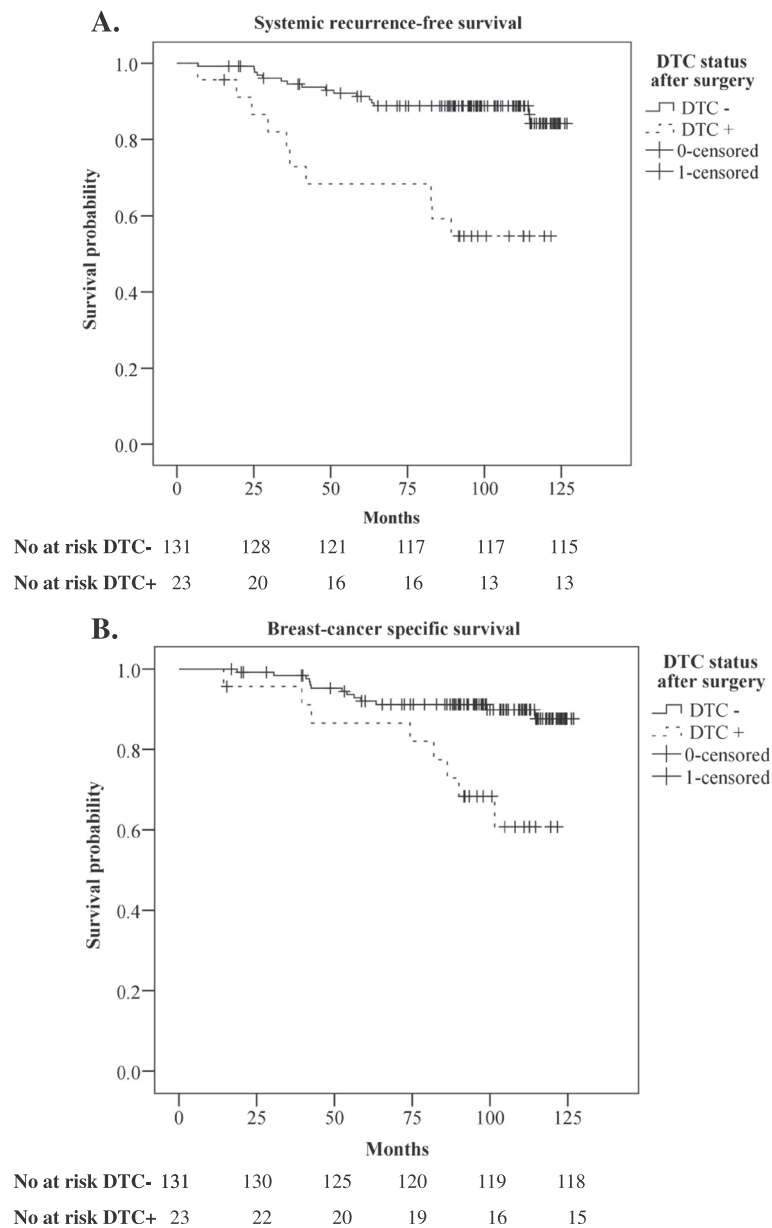 A.
Systemic recurrence-free survival
DTC status
after surgery
DTC -
DTC +
0-censored
1-censored
Survival probability
1.0
0.8
0.6
0.4
0.2
0.0
0 25 50 75 100 125
Months
No at risk DTC- 131 128 121 117 117 115
No at risk DTC+ 23 20 16 16 13 13
B.
Breast-cancer specific survival
DTC status
after surgery
DTC -
DTC +
0-censored
1-censored
Survival probability
1.0
0.8
0.6
0.4
0.2
0.0
0 25 50 75 100 125
Months
No at risk DTC- 131 130 125 120 119 118
No at risk DTC+ 23 22 20 19 16 15